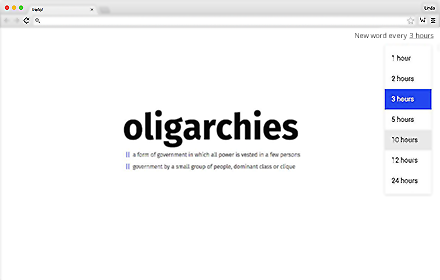 Hello!
Linda
New word every 3 hours
1 hour
2 hours
3 hours
5 hours
10 hours
12 hours
24 hours
oligarchies
a form of government in which all power is vested in a few persons
government by a small group of people, dominant class or clique